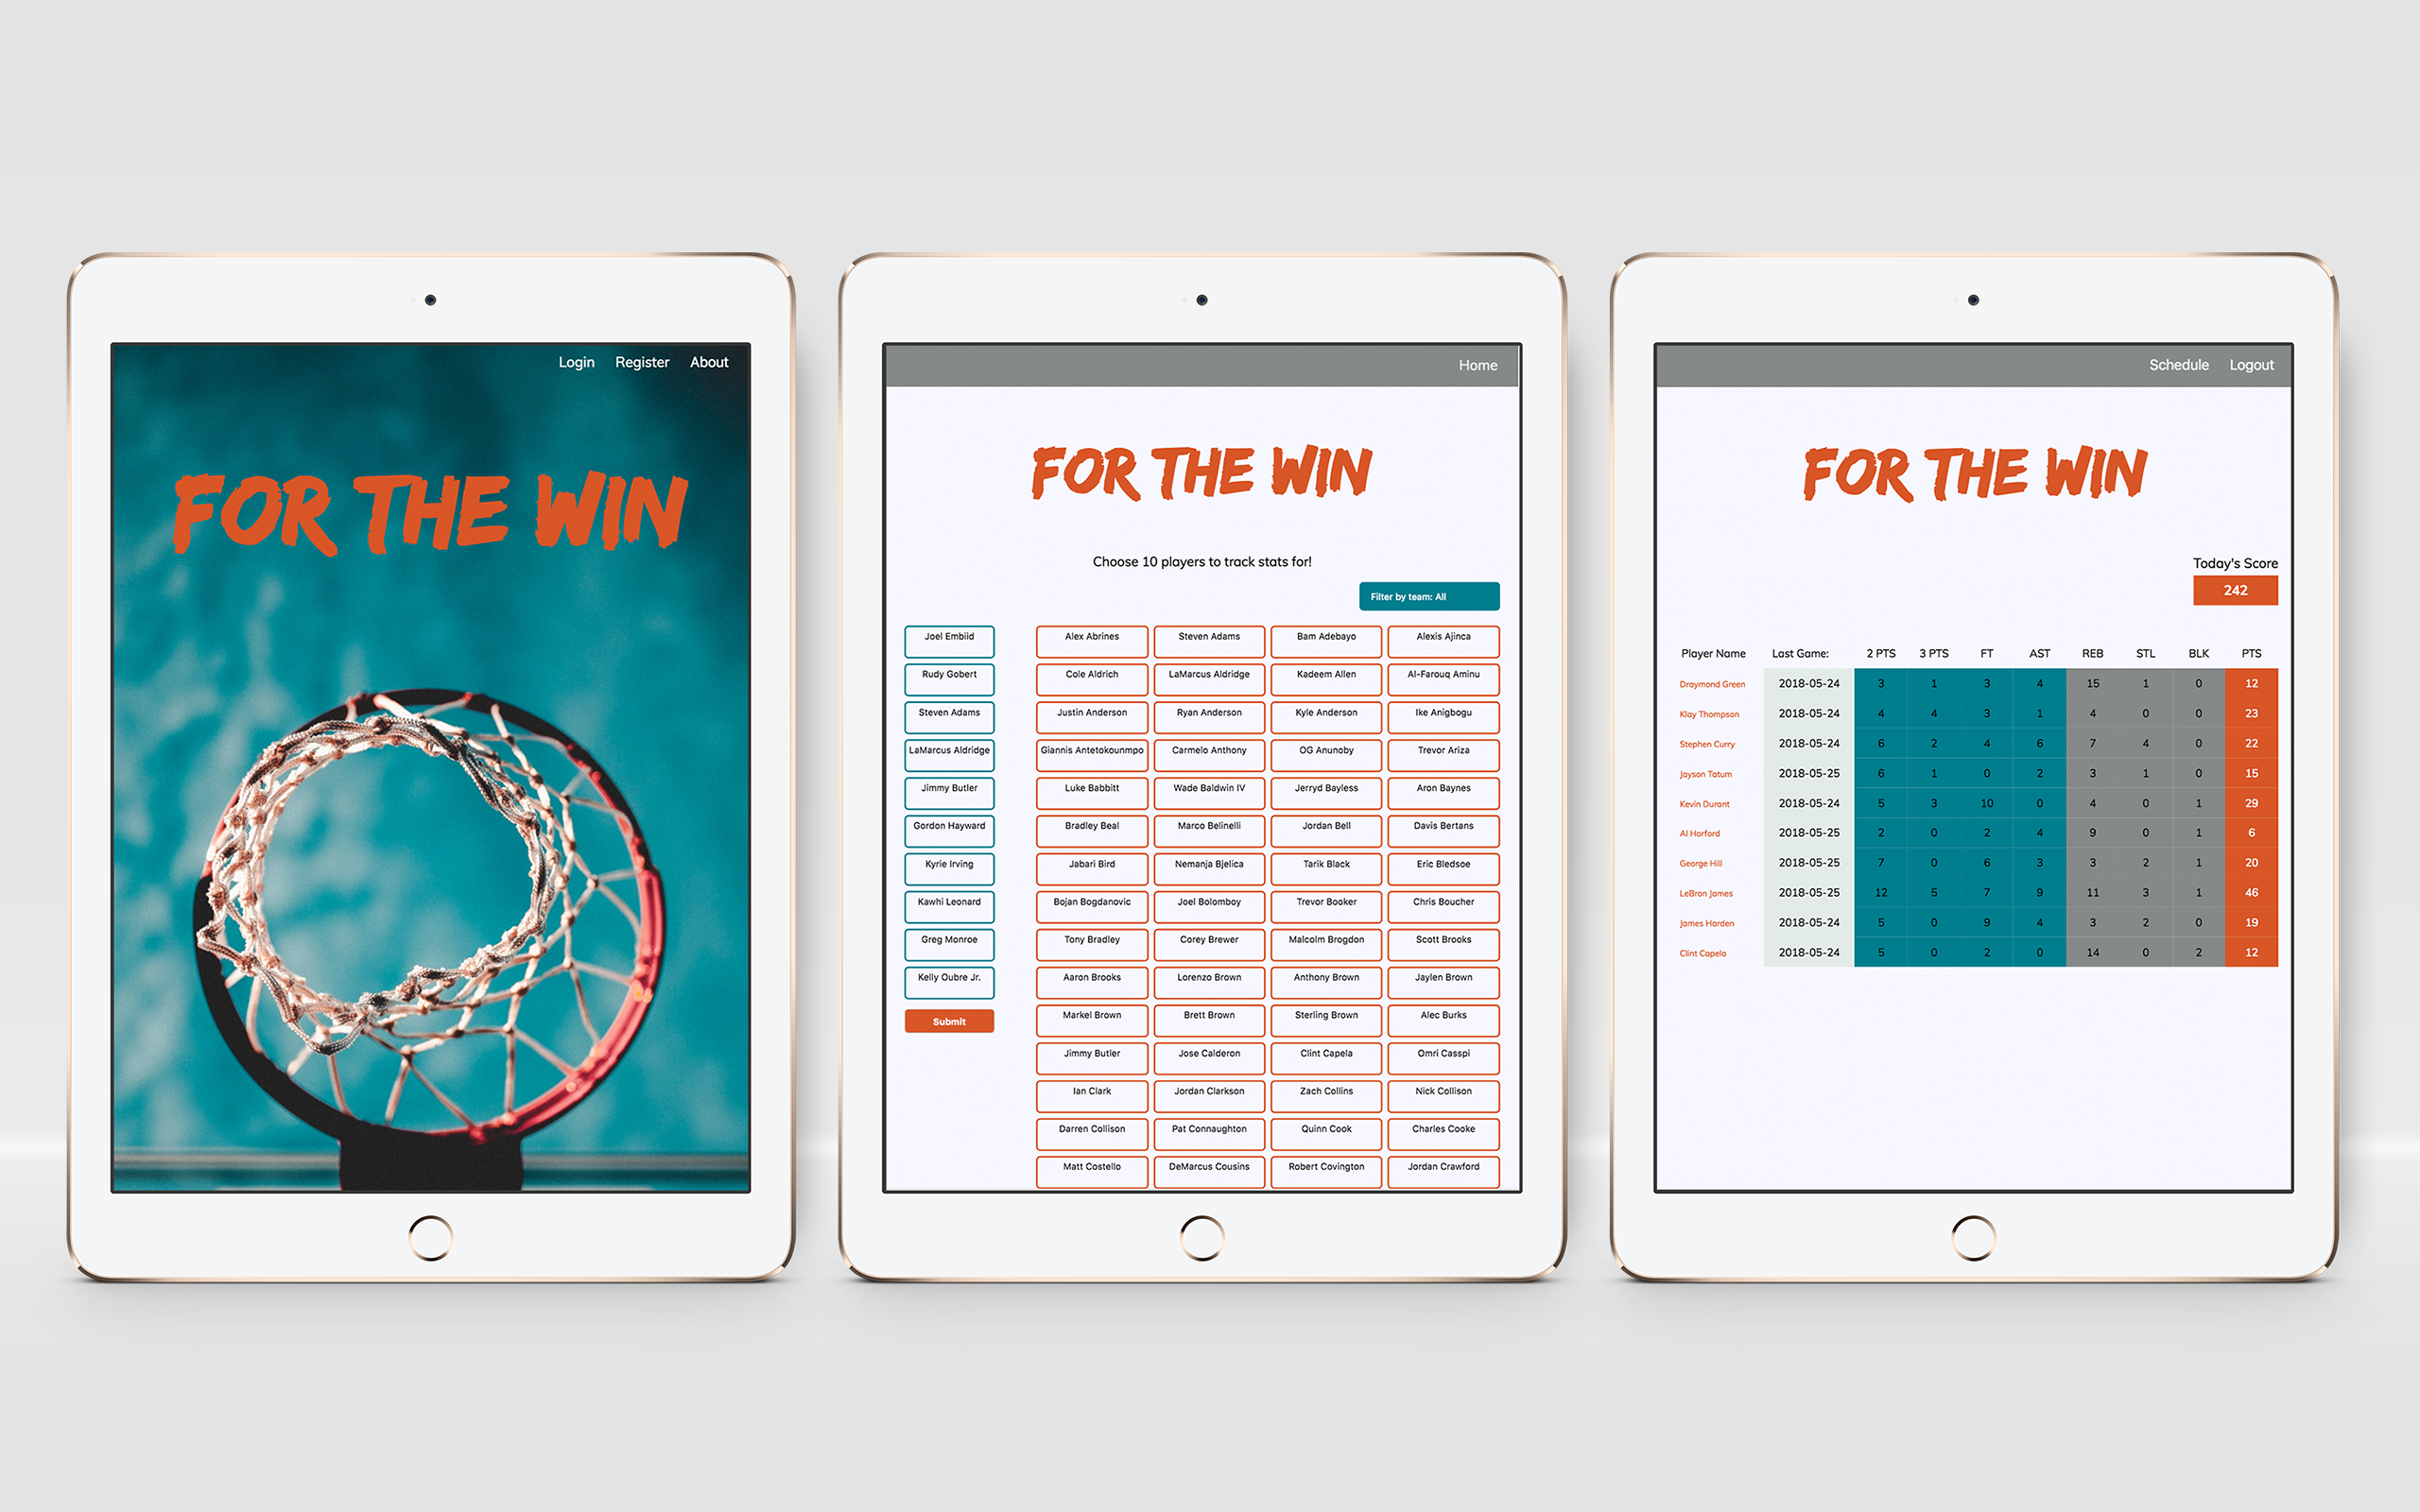 Login Register About
FOR THE WIN
Home
FOR THE WIN
Choose 10 players to track stats for!
Filter by team: All
Joel Embiid
Rudy Gobert
Steven Adams
LaMarcus Aldridge
Jimmy Butler
Gordon Hayward
Kyrie Irving
Kawhi Leonard
Greg Monroe
Kelly Oubre Jr.
Submit
Alex Abrines Steven Adams Bam Adebayo Alexis Ajinca
Cole Aldrich LaMarcus Aldridge Kadeem Allen Al-Farouq Aminu
Justin Anderson Ryan Anderson Kyle Anderson Ike Anigbogu
Giannis Antetokounmpo Carmelo Anthony OG Anunoby Trevor Ariza
Luke Babbitt Wade Baldwin IV Jerryd Bayless Aron Baynes
Bradley Beal Marco Belinelli Jordan Bell Davis Bertans
Jabari Bird Nemanja Bjelica Tarik Black Eric Bledsoe
Bojan Bogdanovic Joel Bolomboy Trevor Booker Chris Boucher
Tony Bradley Corey Brewer Malcolm Brogdon Scott Brooks
Aaron Brooks Lorenzo Brown Anthony Brown Jaylen Brown
Markel Brown Brett Brown Sterling Brown Alec Burks
Jimmy Butler Jose Calderon Clint Capela Omri Casspi
Ian Clark Jordan Clarkson Zach Collins Nick Collison
Darren Collison Pat Connaughton Quinn Cook Charles Cooke
Matt Costello DeMarcus Cousins Robert Covington Jordan Crawford
Schedule Logout
FOR THE WIN
Today's Score
242
Player Name Last Game: 2 PTS 3 PTS FT AST REB STL BLK PTS
Draymond Green 2018-05-24 3 1 3 4 15 1 0 12
Klay Thompson 2018-05-24 4 4 3 1 4 0 0 23
Stephen Curry 2018-05-24 6 2 4 6 7 4 0 22
Jayson Tatum 2018-05-25 6 1 0 2 3 1 0 15
Kevin Durant 2018-05-24 5 3 10 0 4 0 1 29
Al Horford 2018-05-25 2 0 2 4 9 0 1 6
George Hill 2018-05-25 7 0 6 3 3 2 1 20
LeBron James 2018-05-25 12 5 7 9 11 3 1 46
James Harden 2018-05-24 5 0 9 4 3 2 0 19
Clint Capela 2018-05-24 5 0 2 0 14 0 2 12